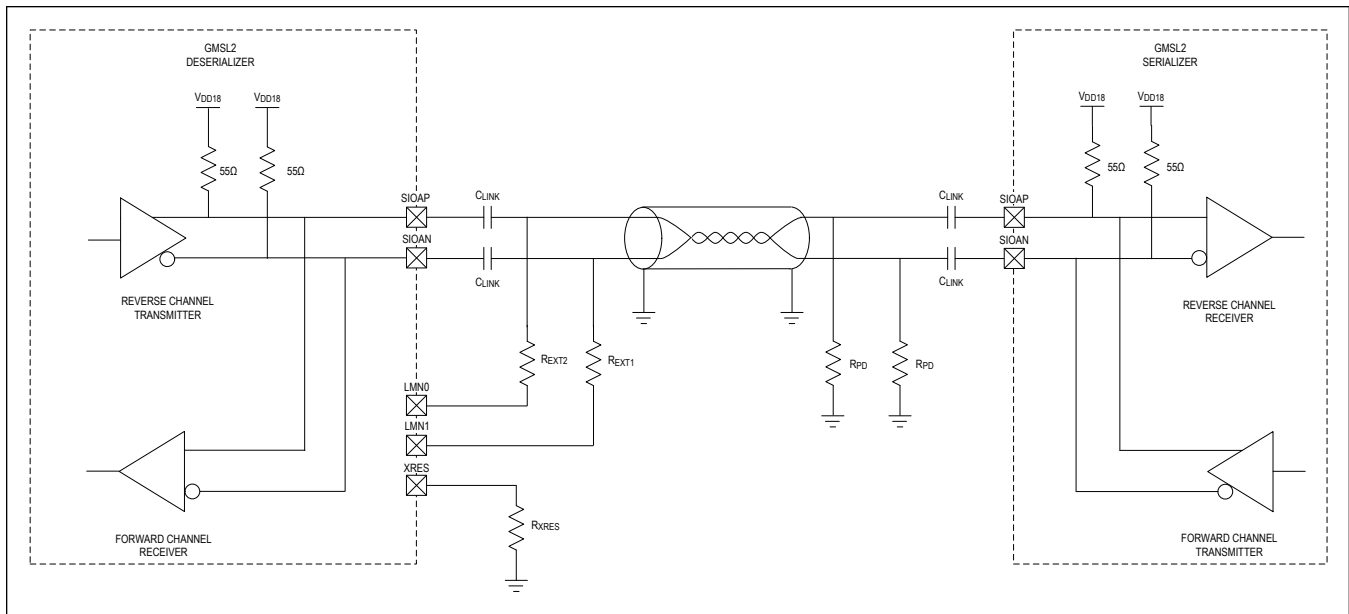 GMSL2
DESERIALIZER
GMSL2
SERIALIZER
VDD18
VDD18
VDD18
VDD18
55Ω
55Ω
55Ω
55Ω
SIOAP
CLINK
CLINK
SIOAP
SIOAN
SIOAN
CLINK
CLINK
REVERSE CHANNEL
TRANSMITTER
REVERSE CHANNEL
RECEIVER
REXT2
REXT1
RPD
RPD
LMN0
LMN1
XRES
RXRES
FORWARD CHANNEL
RECEIVER
FORWARD CHANNEL
TRANSMITTER